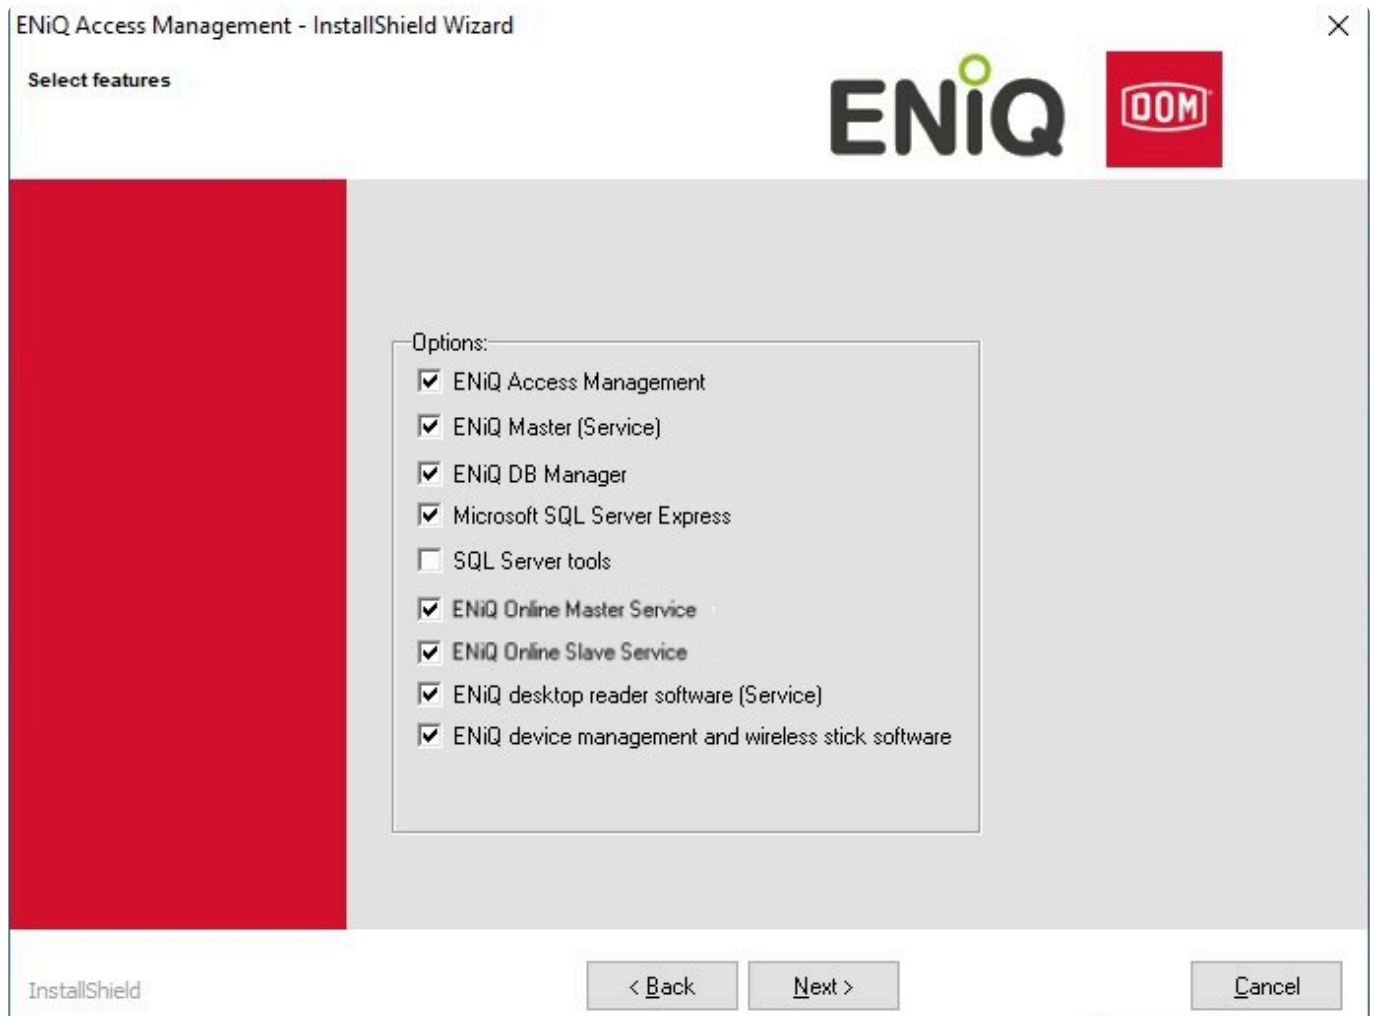 ENiQ Access Management - InstallShield Wizard
Select features
ENiQ
DOM
Options:
ENiQ Access Management
ENiQ Master (Service)
ENiQ DB Manager
Microsoft SQL Server Express
SQL Server tools
ENiQ Online Master Service
ENiQ Online Slave Service
ENiQ desktop reader software (Service)
ENiQ device management and wireless stick software
InstallShield
< Back
Next >
Cancel